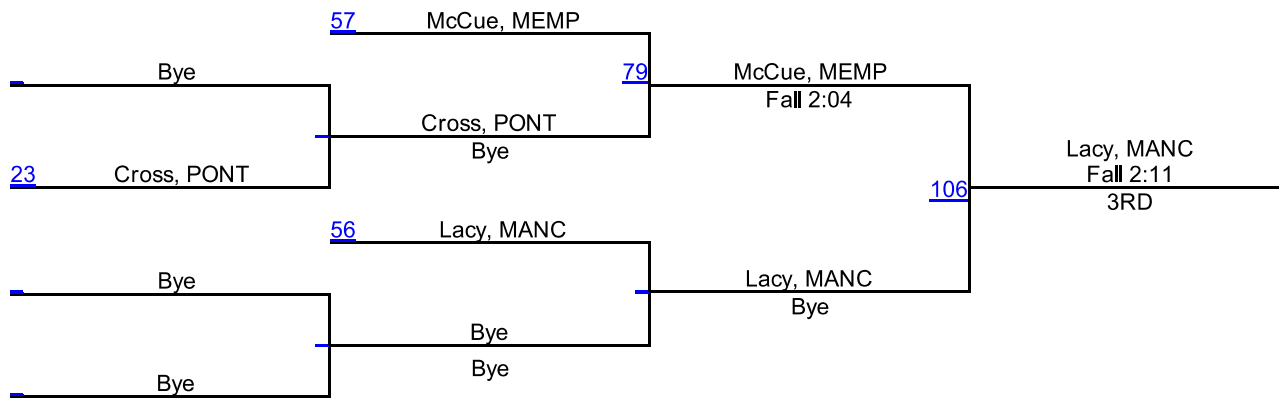 57 McCue, MEMP
Bye
79 McCue, MEMP
Fall 2:04
Cross, PONT
Bye
23 Cross, PONT
Lacy, MANC
Fall 2:11
106
3RD
56 Lacy, MANC
Bye
Lacy, MANC
Bye
Bye
Bye
Bye